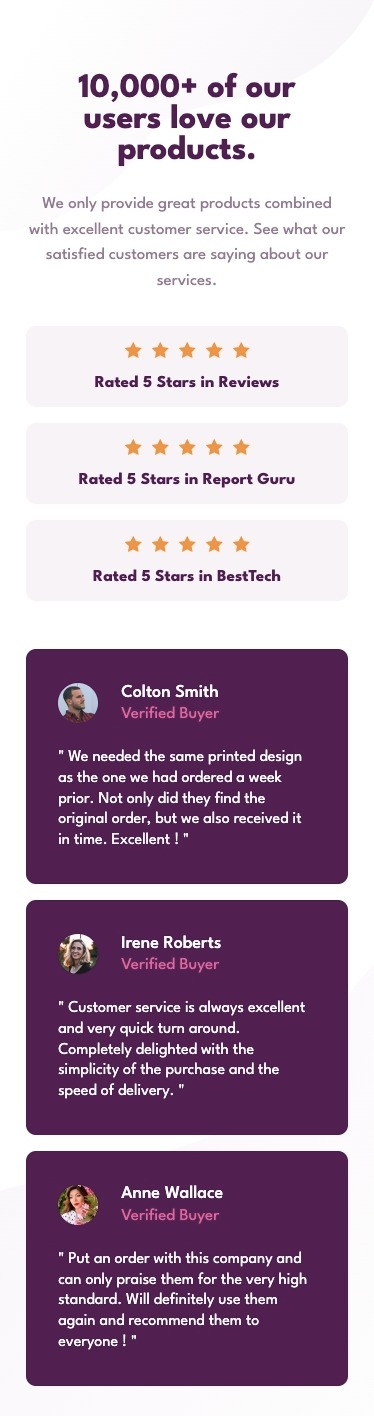 10,000+ of our
users love our
products.
We only provide great products combined
with excellent customer service. See what our
satisfied customers are saying about our
services.
Rated 5 Stars in Reviews
Rated 5 Stars in Report Guru
Rated 5 Stars in BestTech
Colton Smith
Verified Buyer
" We needed the same printed design
as the one we had ordered a week
prior. Not only did they find the
original order, but we also received it
in time. Excellent ! "
Irene Roberts
Verified Buyer
" Customer service is always excellent
and very quick turn around.
Completely delighted with the
simplicity of the purchase and the
speed of delivery. "
Anne Wallace
Verified Buyer
" Put an order with this company and
can only praise them for the very high
standard. Will definitely use them
again and recommend them to
everyone ! "